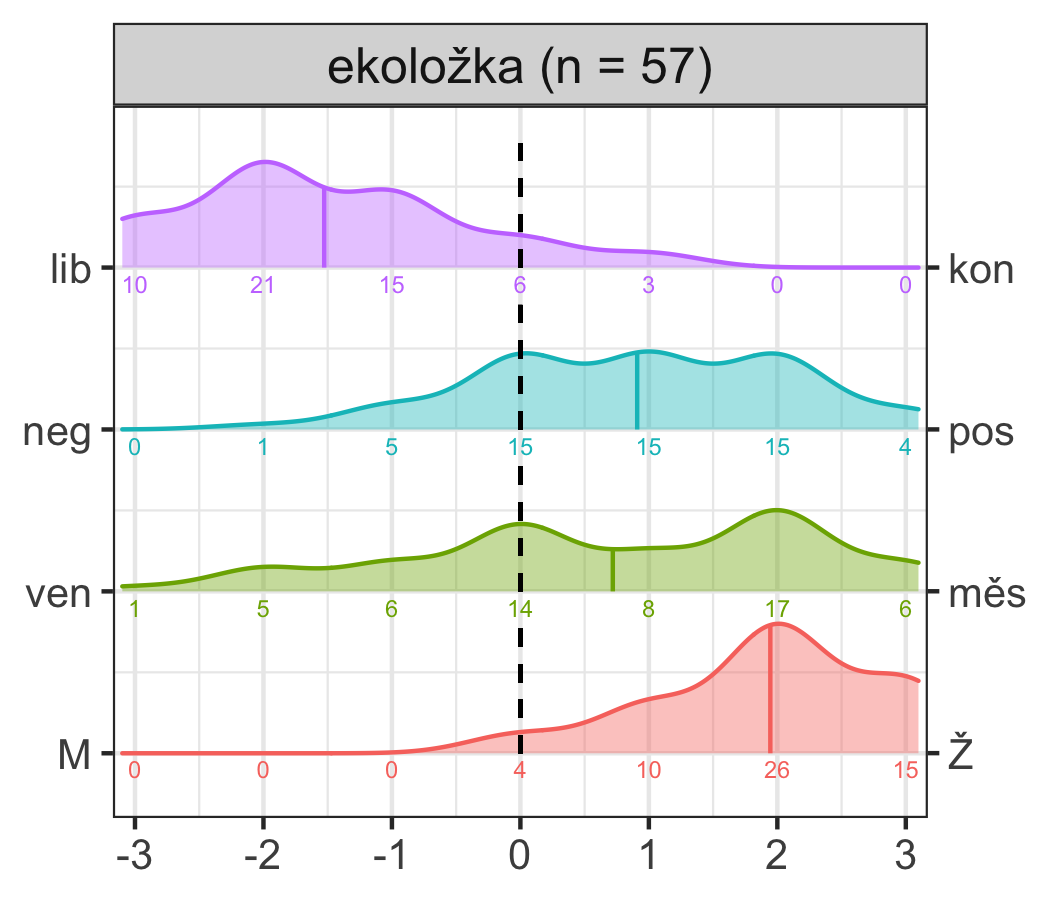 ekoložka (n = 57)
lib kon
10 21 15 6 3 0 0
neg pos
0 1 5 15 15 15 4
ven měs
1 5 6 14 8 17 6
M Ž
0 0 0 4 10 26 15
-3 -2 -1 0 1 2 3